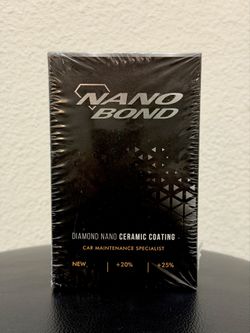 NANO
BOND
DIAMOND NANO CERAMIC COATING
CAR MAINTENANCE SPECIALIST
NEW +20% +25%